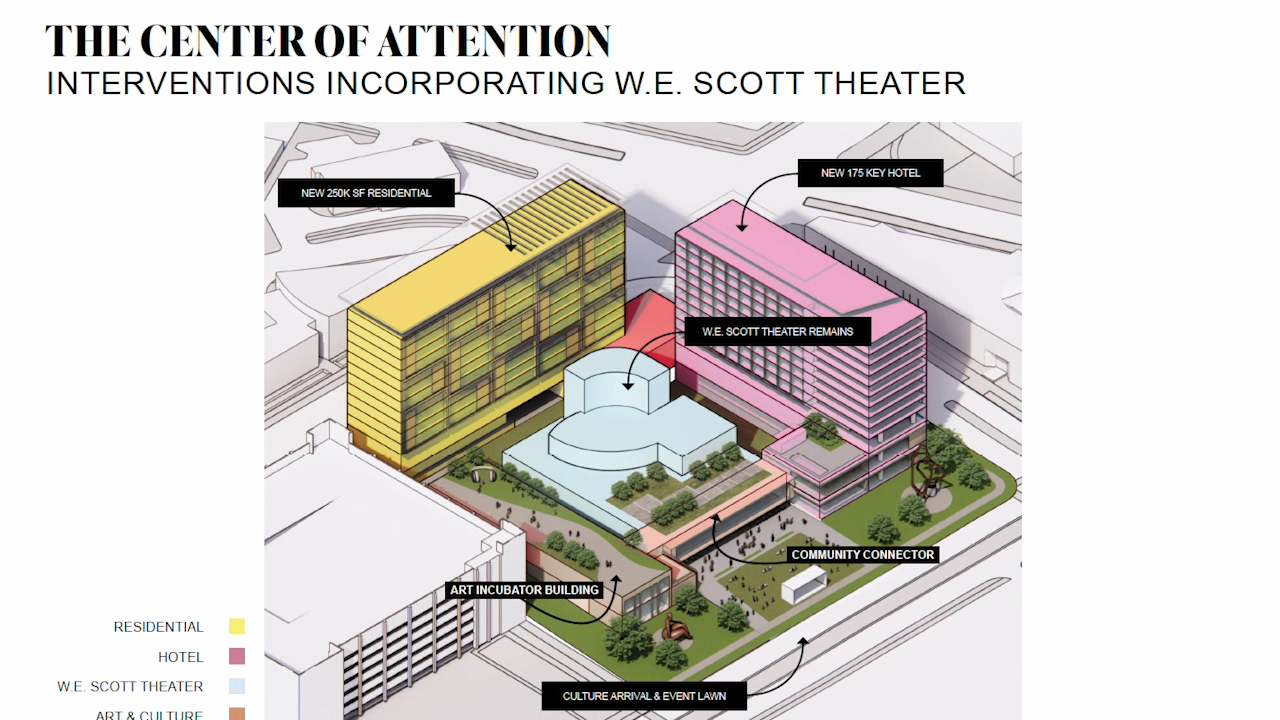 THE CENTER OF ATTENTION
INTERVENTIONS INCORPORATING W.E. SCOTT THEATER
NEW 175 KEY HOTEL
NEW 250K SF RESIDENTIAL
W.E. SCOTT THEATER REMAINS
COMMUNITY CONNECTOR
ART INCUBATOR BUILDING
CULTURE ARRIVAL & EVENT LAWN
RESIDENTIAL
HOTEL
W.E. SCOTT THEATER
ART & CULTURE